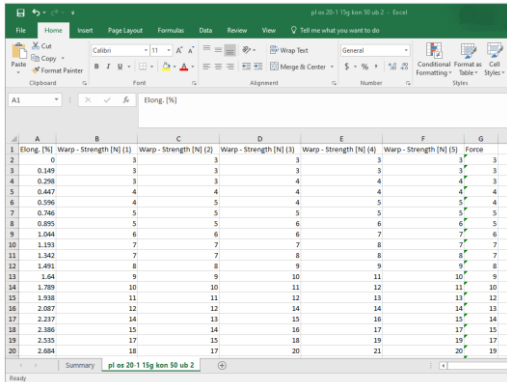 pl os 20-1 15g kon 50 ub 2 - Excel
File Home Insert Page Layout Formulas Data Review View Tell me what you want to do
Cut
Copy
Format Painter
Paste
Calibri 11 A A
B I U A
Wrap Text
Merge & Center
General
$ % ,
Conditional Formatting
Format as Table
Cell Styles
Clipboard Font Alignment Number Styles
A1 fx Elong. [%]
A B C D E F G
1 Elong. [%] Warp - Strength [N] (1) Warp - Strength [N] (2) Warp - Strength [N] (3) Warp - Strength [N] (4) Warp - Strength [N] (5) Force
2 0 3 3 3 3 3 3
3 0.149 3 3 3 3 3 3
4 0.298 3 3 4 4 4 3
5 0.447 4 4 4 4 4 4
6 0.596 4 5 4 5 5 4
7 0.746 5 5 5 5 5 5
8 0.895 5 5 6 6 6 5
9 1.044 6 6 6 7 7 6
10 1.193 7 7 7 8 7 7
11 1.342 7 7 8 8 8 7
12 1.491 8 8 9 9 9 8
13 1.64 9 9 10 11 10 9
14 1.789 10 10 11 12 11 10
15 1.938 11 11 12 13 13 12
16 2.087 12 12 14 14 14 13
17 2.237 14 13 15 16 15 14
18 2.386 15 14 16 17 17 15
19 2.535 17 15 18 19 19 17
20 2.684 18 17 20 21 20 19
Summary pl os 20-1 15g kon 50 ub 2
Ready